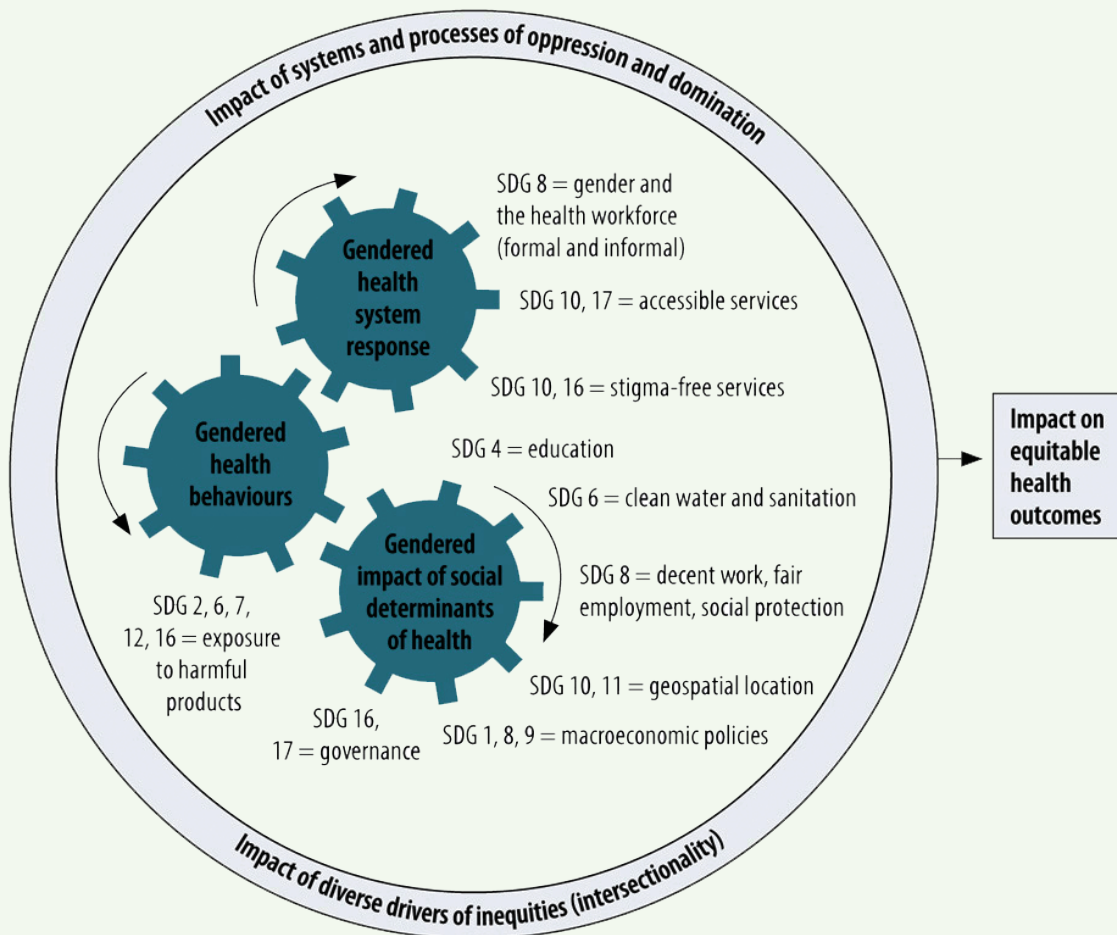 Impact of systems and processes of oppression and domination
SDG 8 = gender and
the health workforce
(formal and informal)
Gendered
health
system
response
SDG 10, 17 = accessible services
SDG 10, 16 = stigma-free services
Gendered
health
behaviours
SDG 4 = education
SDG 6 = clean water and sanitation
Gendered
impact of social
determinants
of health
SDG 8 = decent work, fair
employment, social protection
SDG 2, 6, 7,
12, 16 = exposure
to harmful
products
SDG 10, 11 = geospatial location
SDG 16,
17 = governance
SDG 1, 8, 9 = macroeconomic policies
Impact of diverse drivers of inequities (intersectionality)
Impact on
equitable
health
outcomes